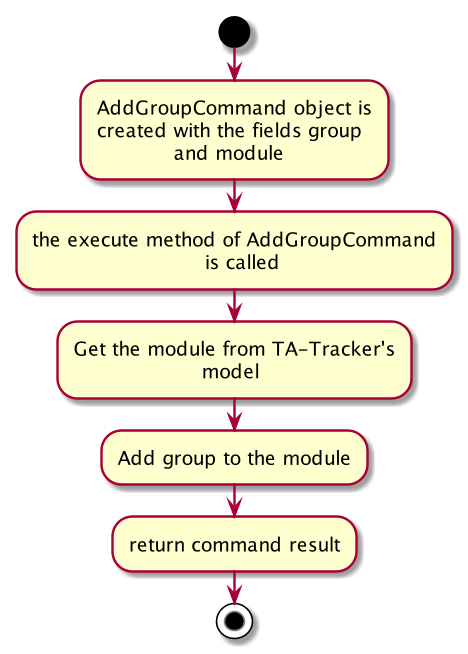 AddGroupCommand object is
created with the fields group
and module
the execute method of AddGroupCommand
is called
Get the module from TA-Tracker's
model
Add group to the module
return command result